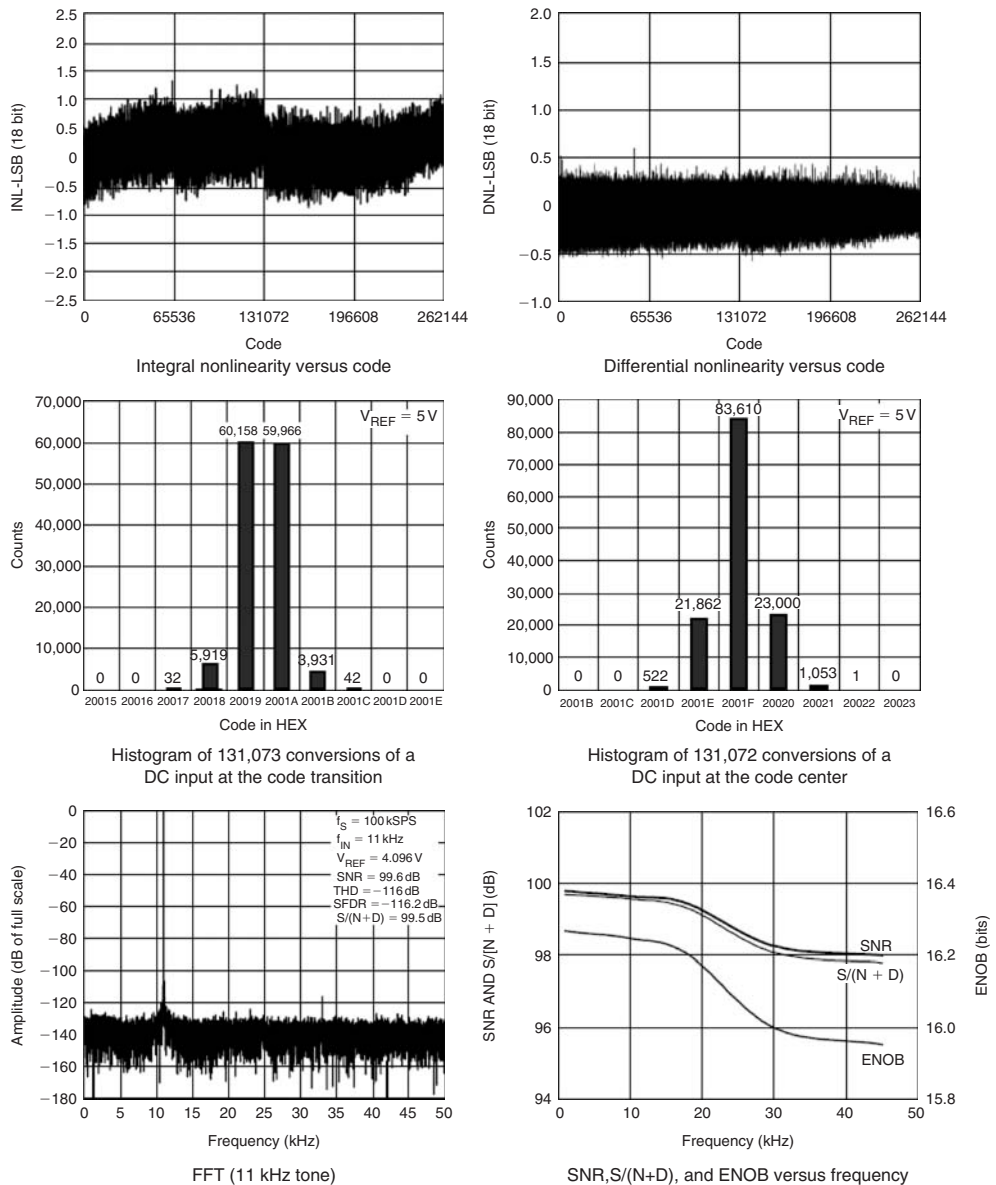 2.5
2.0
1.5
1.0
0.5
0
−0.5
−1.0
−1.5
−2.0
−2.5
INL-LSB (18 bit)
0 65536 131072 196608 262144
Code
Integral nonlinearity versus code
2.0
1.5
1.0
0.5
0
−0.5
−1.0
DNL-LSB (18 bit)
0 65536 131072 196608 262144
Code
Differential nonlinearity versus code
70,000
60,000
50,000
40,000
30,000
20,000
10,000
0
Counts
V_REF = 5 V
60,158 59,966
5,919
3,931
0 0 32 42 0 0
20015 20016 20017 20018 20019 2001A 2001B 2001C 2001D 2001E
Code in HEX
Histogram of 131,073 conversions of a
DC input at the code transition
90,000
80,000
70,000
60,000
50,000
40,000
30,000
20,000
10,000
0
Counts
83,610
V_REF = 5 V
21,862 23,000
0 0 522 1,053 1 0
2001B 2001C 2001D 2001E 2001F 20020 20021 20022 20023
Code in HEX
Histogram of 131,072 conversions of a
DC input at the code center
0
−20
−40
−60
−80
−100
−120
−140
−160
−180
Amplitude (dB of full scale)
f_S = 100 kSPS
f_IN = 11 kHz
V_REF = 4.096 V
SNR = 99.6 dB
THD = −116 dB
SFDR = −116.2 dB
S/(N+D) = 99.5 dB
0 5 10 15 20 25 30 35 40 45 50
Frequency (kHz)
FFT (11 kHz tone)
102
100
98
96
94
SNR AND S/[N + D] (dB)
16.6
16.4
16.2
16.0
15.8
ENOB (bits)
SNR
S/(N + D)
ENOB
0 10 20 30 40 50
Frequency (kHz)
SNR,S/(N+D), and ENOB versus frequency